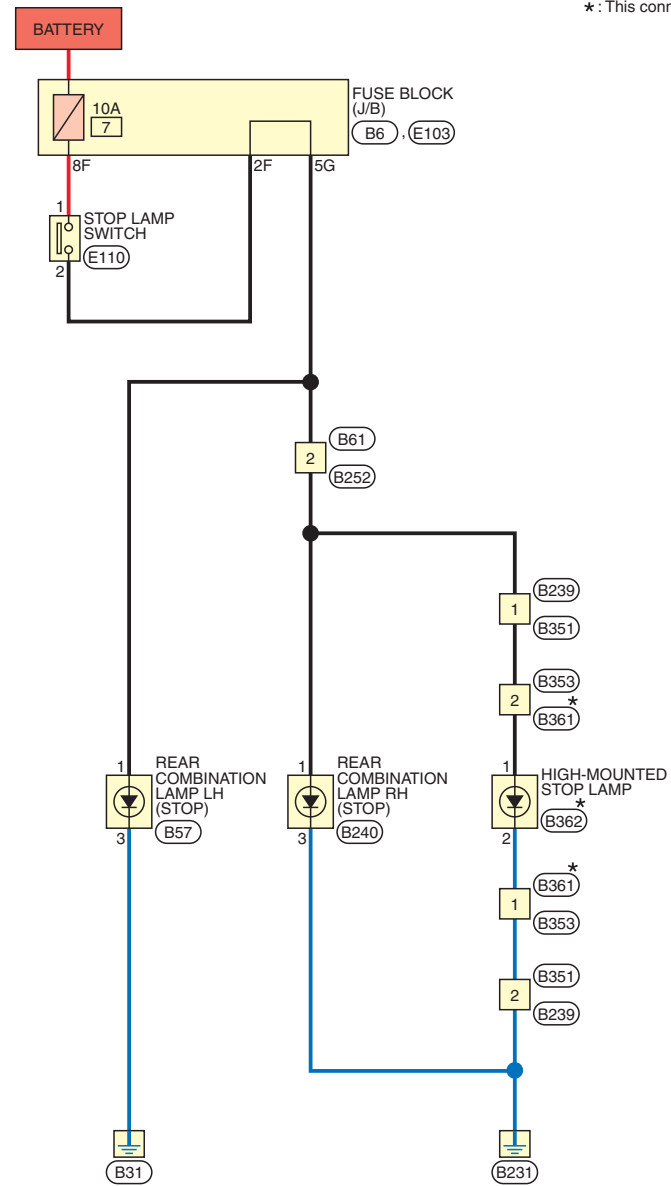 * : This conn
BATTERY
FUSE BLOCK
(J/B)
B6 , E103
10A
7
8F
2F
5G
1
STOP LAMP
SWITCH
E110
2
B61
2
B252
B239
1
B351
B353
2
*
B361
1
REAR
COMBINATION
LAMP LH
(STOP)
B57
3
1
REAR
COMBINATION
LAMP RH
(STOP)
B240
3
1
HIGH-MOUNTED
STOP LAMP
*
B362
2
*
B361
1
B353
B351
2
B239
B31
B231